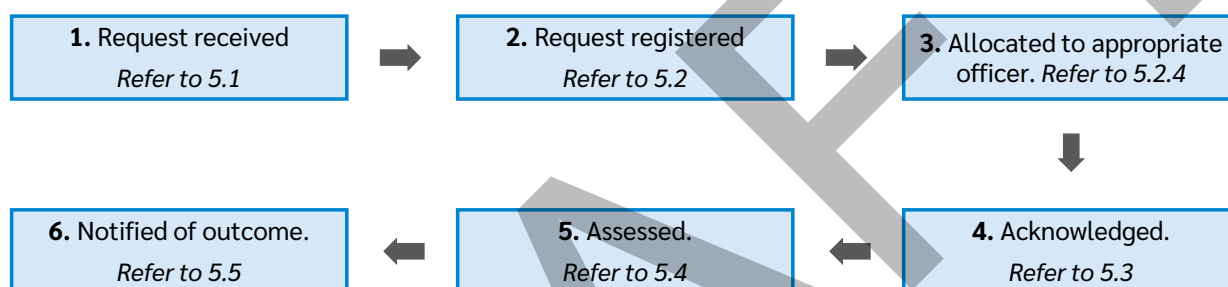 1. Request received
Refer to 5.1
2. Request registered
Refer to 5.2
3. Allocated to appropriate
officer. Refer to 5.2.4
4. Acknowledged.
Refer to 5.3
5. Assessed.
Refer to 5.4
6. Notified of outcome.
Refer to 5.5